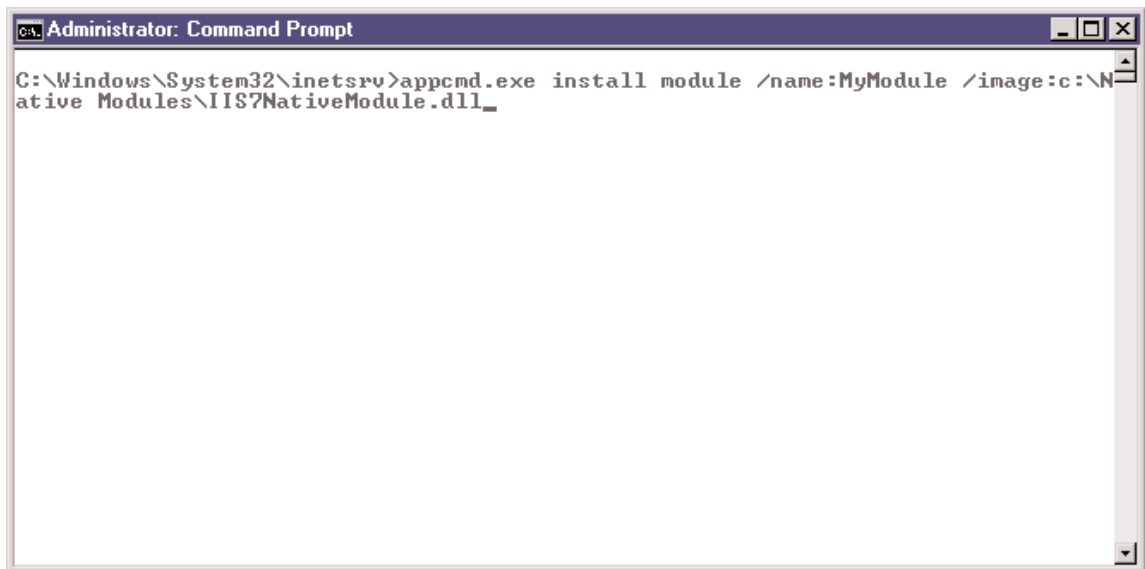 Administrator: Command Prompt
C:\Windows\System32\inetsrv>appcmd.exe install module /name:MyModule /image:c:\N
ative Modules\IIS7NativeModule.dll_